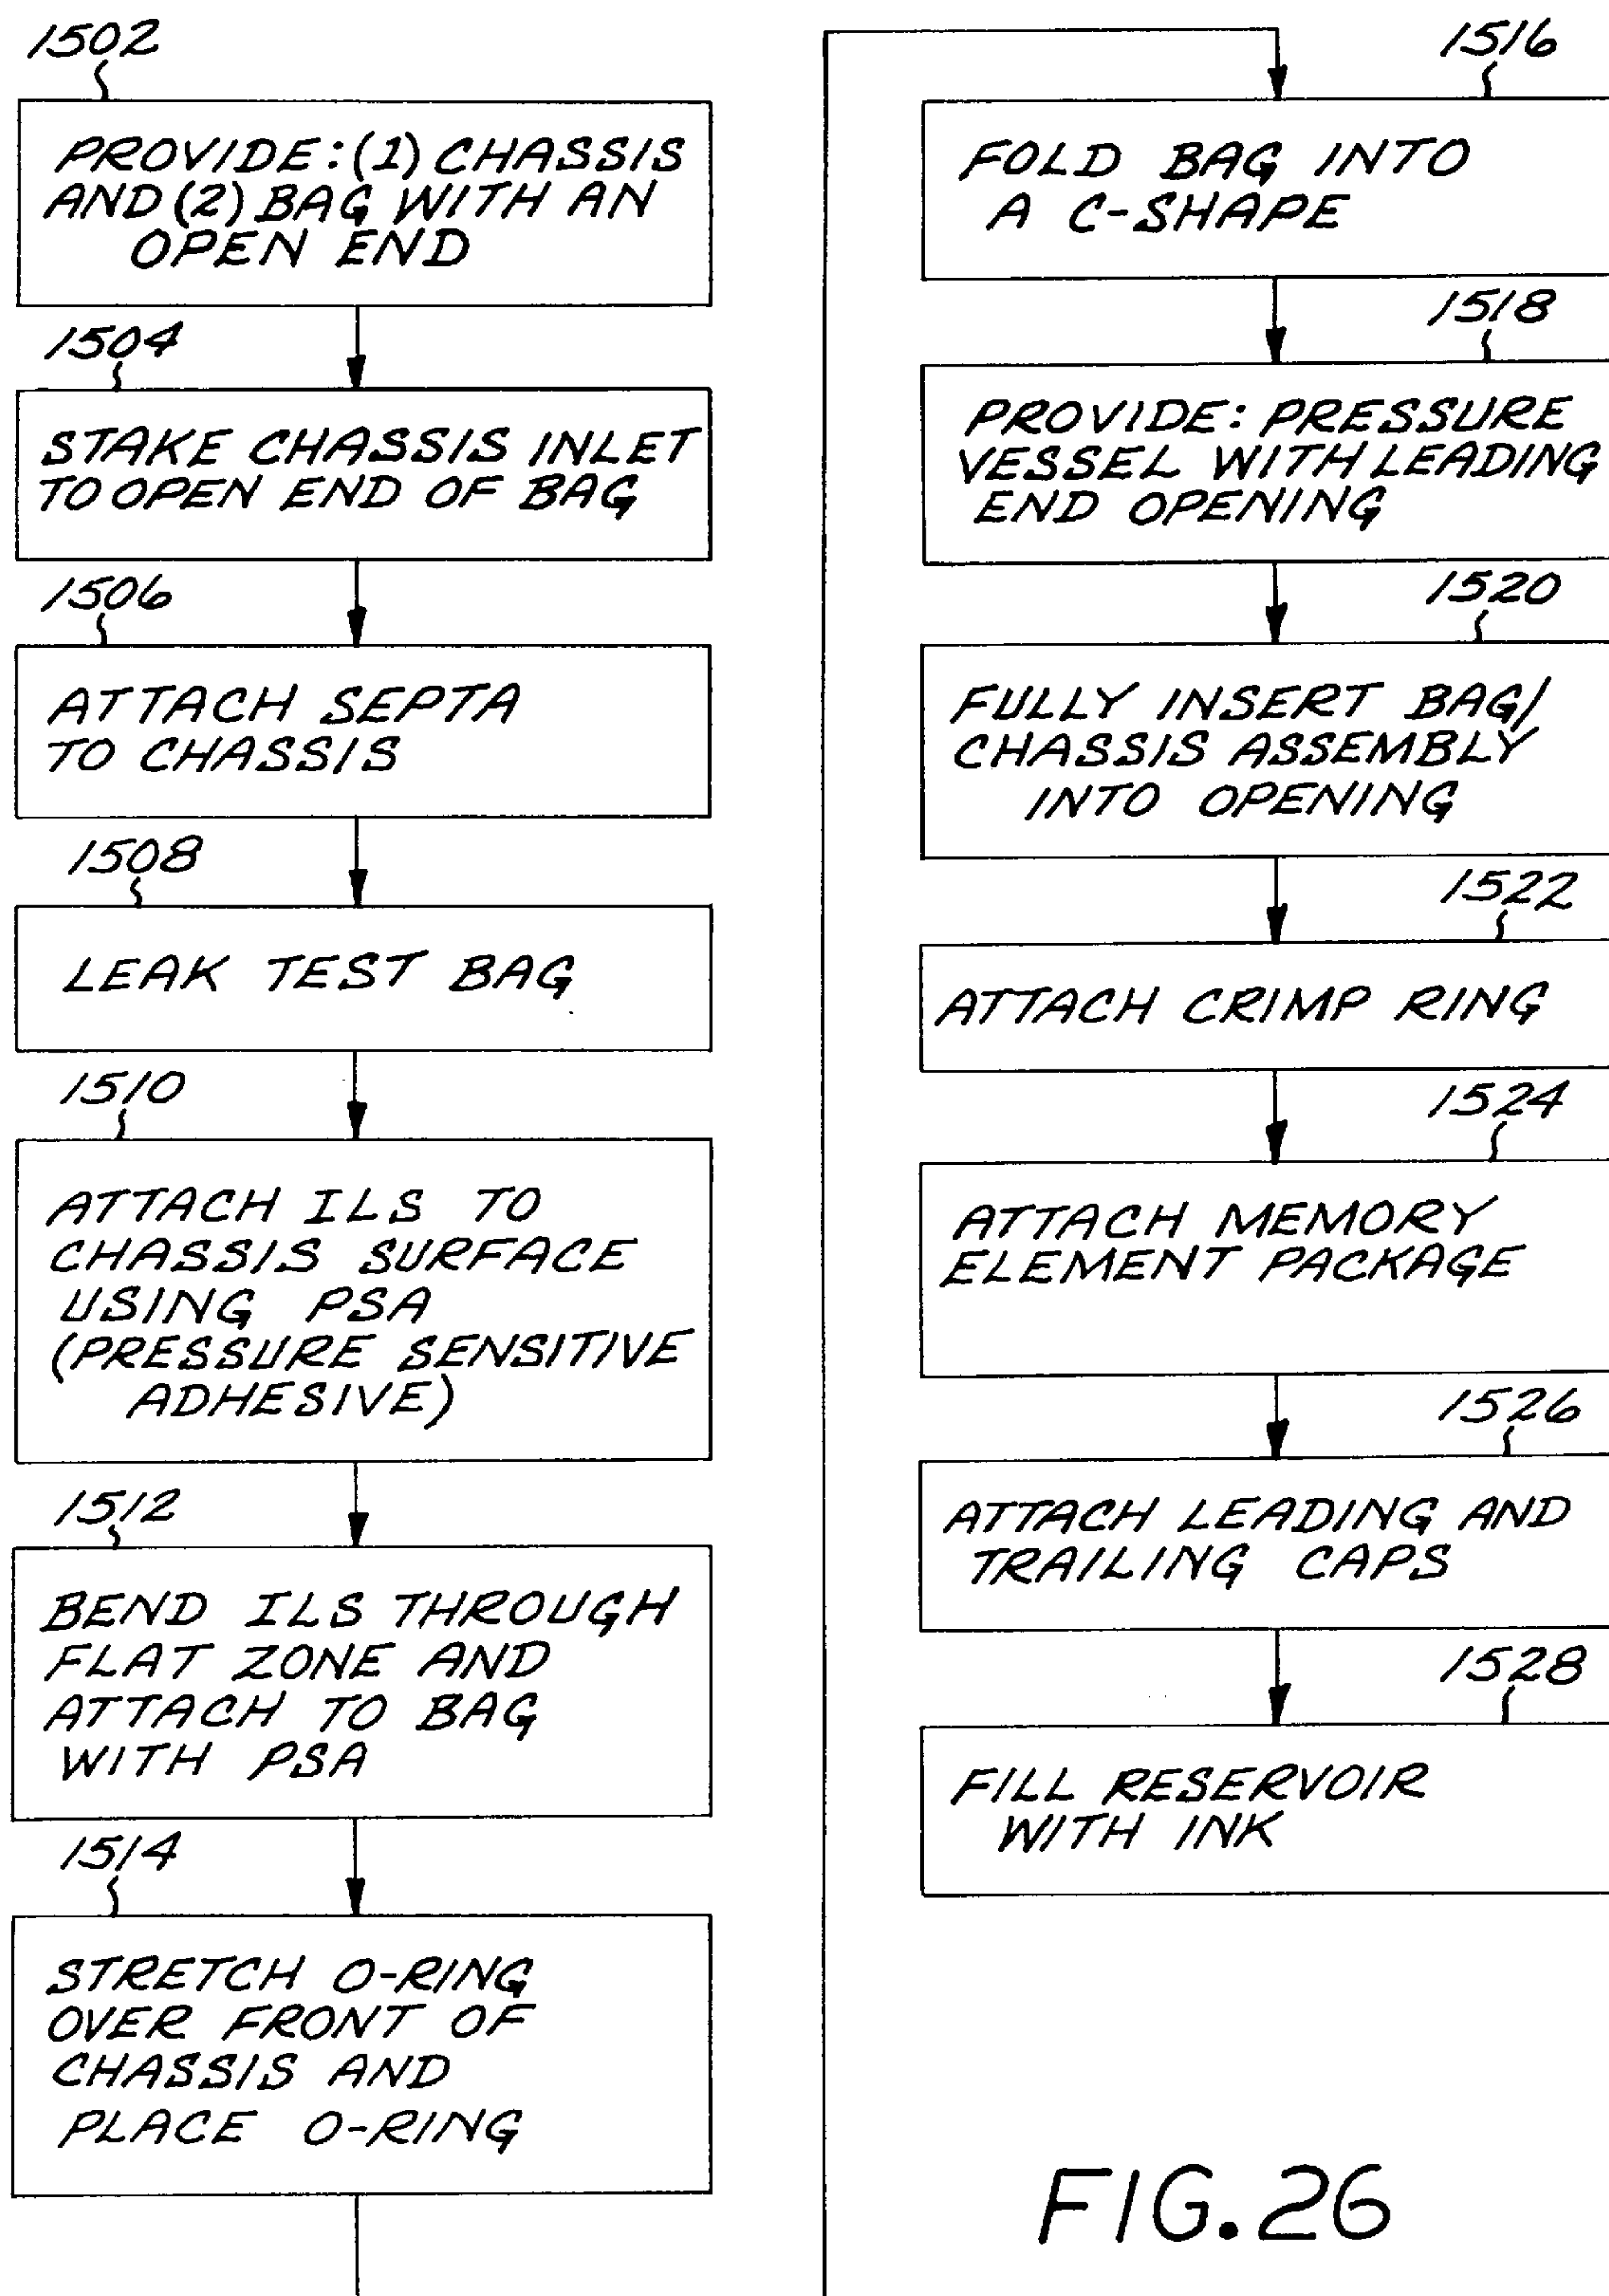 1502
PROVIDE: (1) CHASSIS
AND (2) BAG WITH AN
OPEN END
1504
STAKE CHASSIS INLET
TO OPEN END OF BAG
1506
ATTACH SEPTA
TO CHASSIS
1508
LEAK TEST BAG
1510
ATTACH ILS TO
CHASSIS SURFACE
USING PSA
(PRESSURE SENSITIVE
ADHESIVE)
1512
BEND ILS THROUGH
FLAT ZONE AND
ATTACH TO BAG
WITH PSA
1514
STRETCH O-RING
OVER FRONT OF
CHASSIS AND
PLACE O-RING
1516
FOLD BAG INTO
A C-SHAPE
1518
PROVIDE: PRESSURE
VESSEL WITH LEADING
END OPENING
1520
FULLY INSERT BAG/
CHASSIS ASSEMBLY
INTO OPENING
1522
ATTACH CRIMP RING
1524
ATTACH MEMORY
ELEMENT PACKAGE
1526
ATTACH LEADING AND
TRAILING CAPS
1528
FILL RESERVOIR
WITH INK
FIG. 26